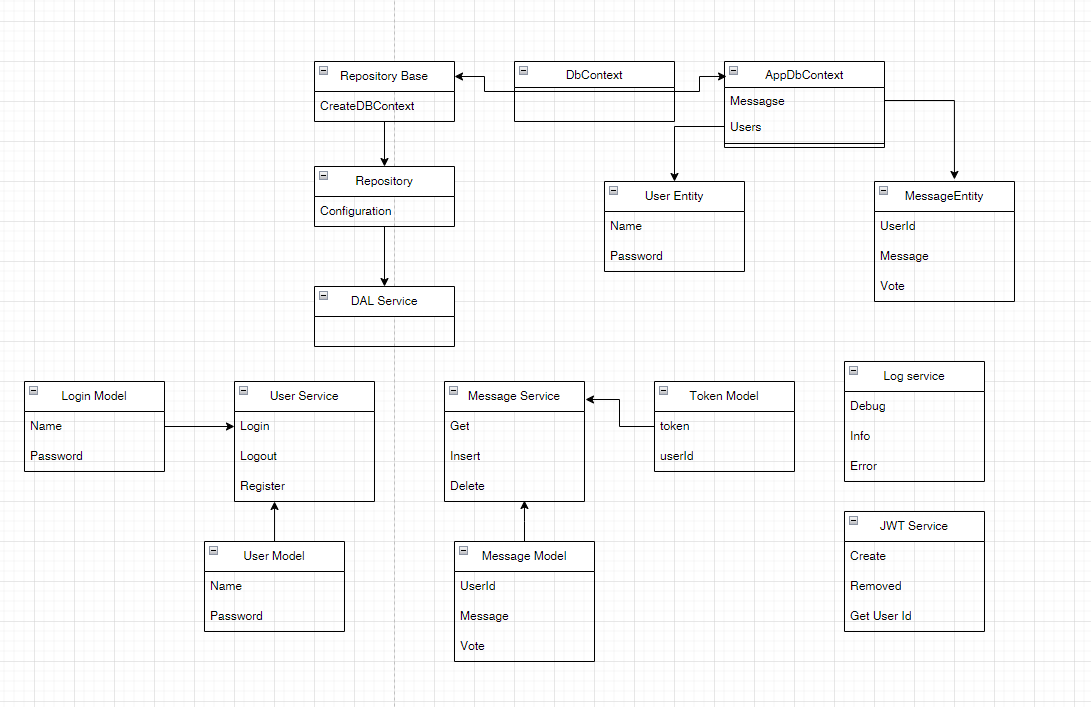 Repository Base
CreateDBContext
DbContext
AppDbContext
Messagse
Users
Repository
Configuration
User Entity
Name
Password
MessageEntity
UserId
Message
Vote
DAL Service
Login Model
Name
Password
User Service
Login
Logout
Register
Message Service
Get
Insert
Delete
Token Model
token
userId
Log service
Debug
Info
Error
User Model
Name
Password
Message Model
UserId
Message
Vote
JWT Service
Create
Removed
Get User Id